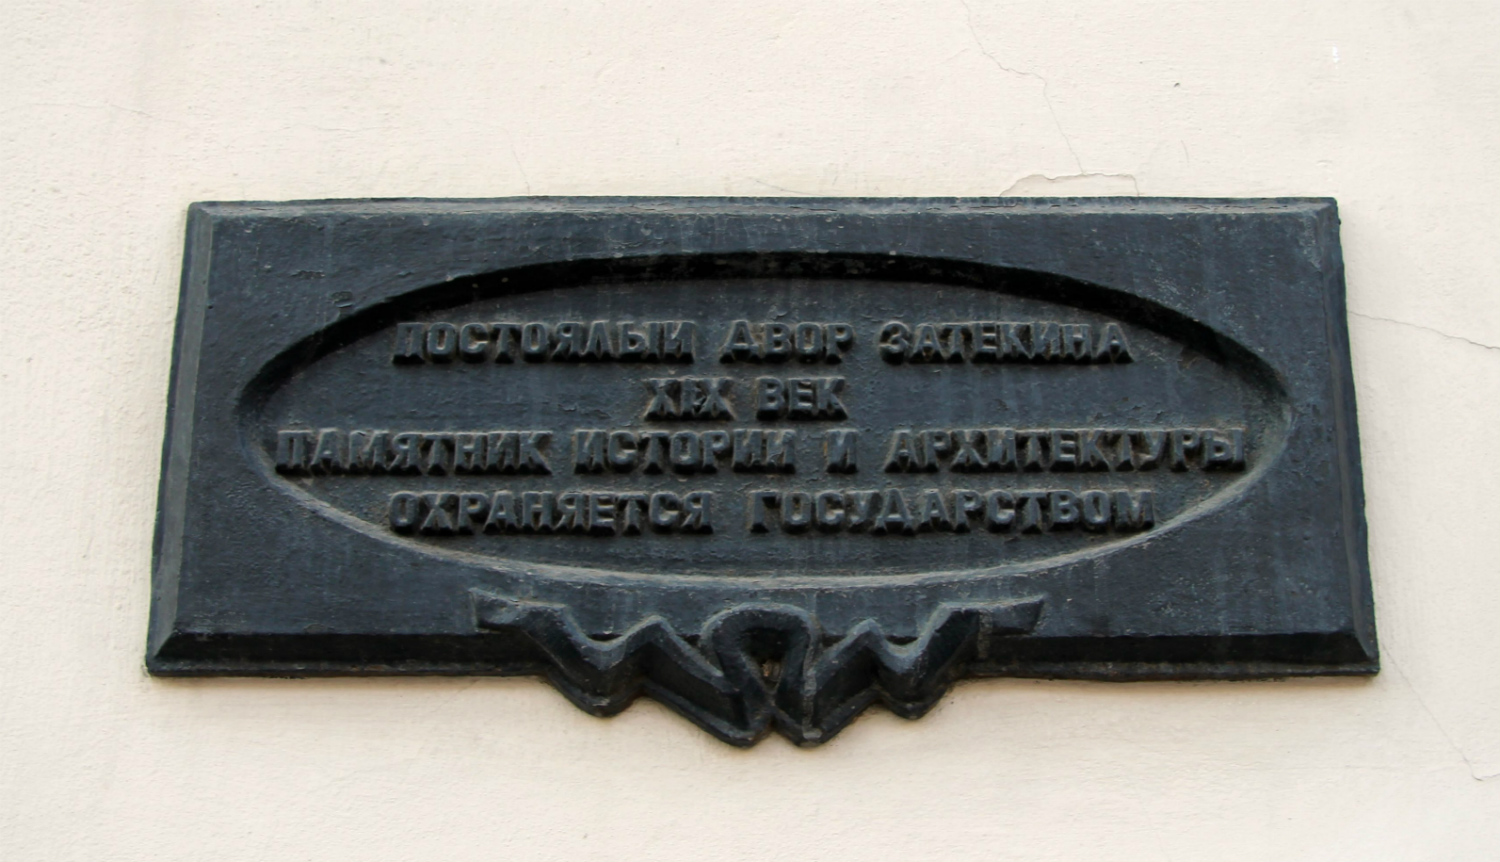 ПОСТОЯЛЫЙ ДВОР ЗАТЕКИНА
XIX ВЕК
ПАМЯТНИК ИСТОРИИ И АРХИТЕКТУРЫ
ОХРАНЯЕТСЯ ГОСУДАРСТВОМ